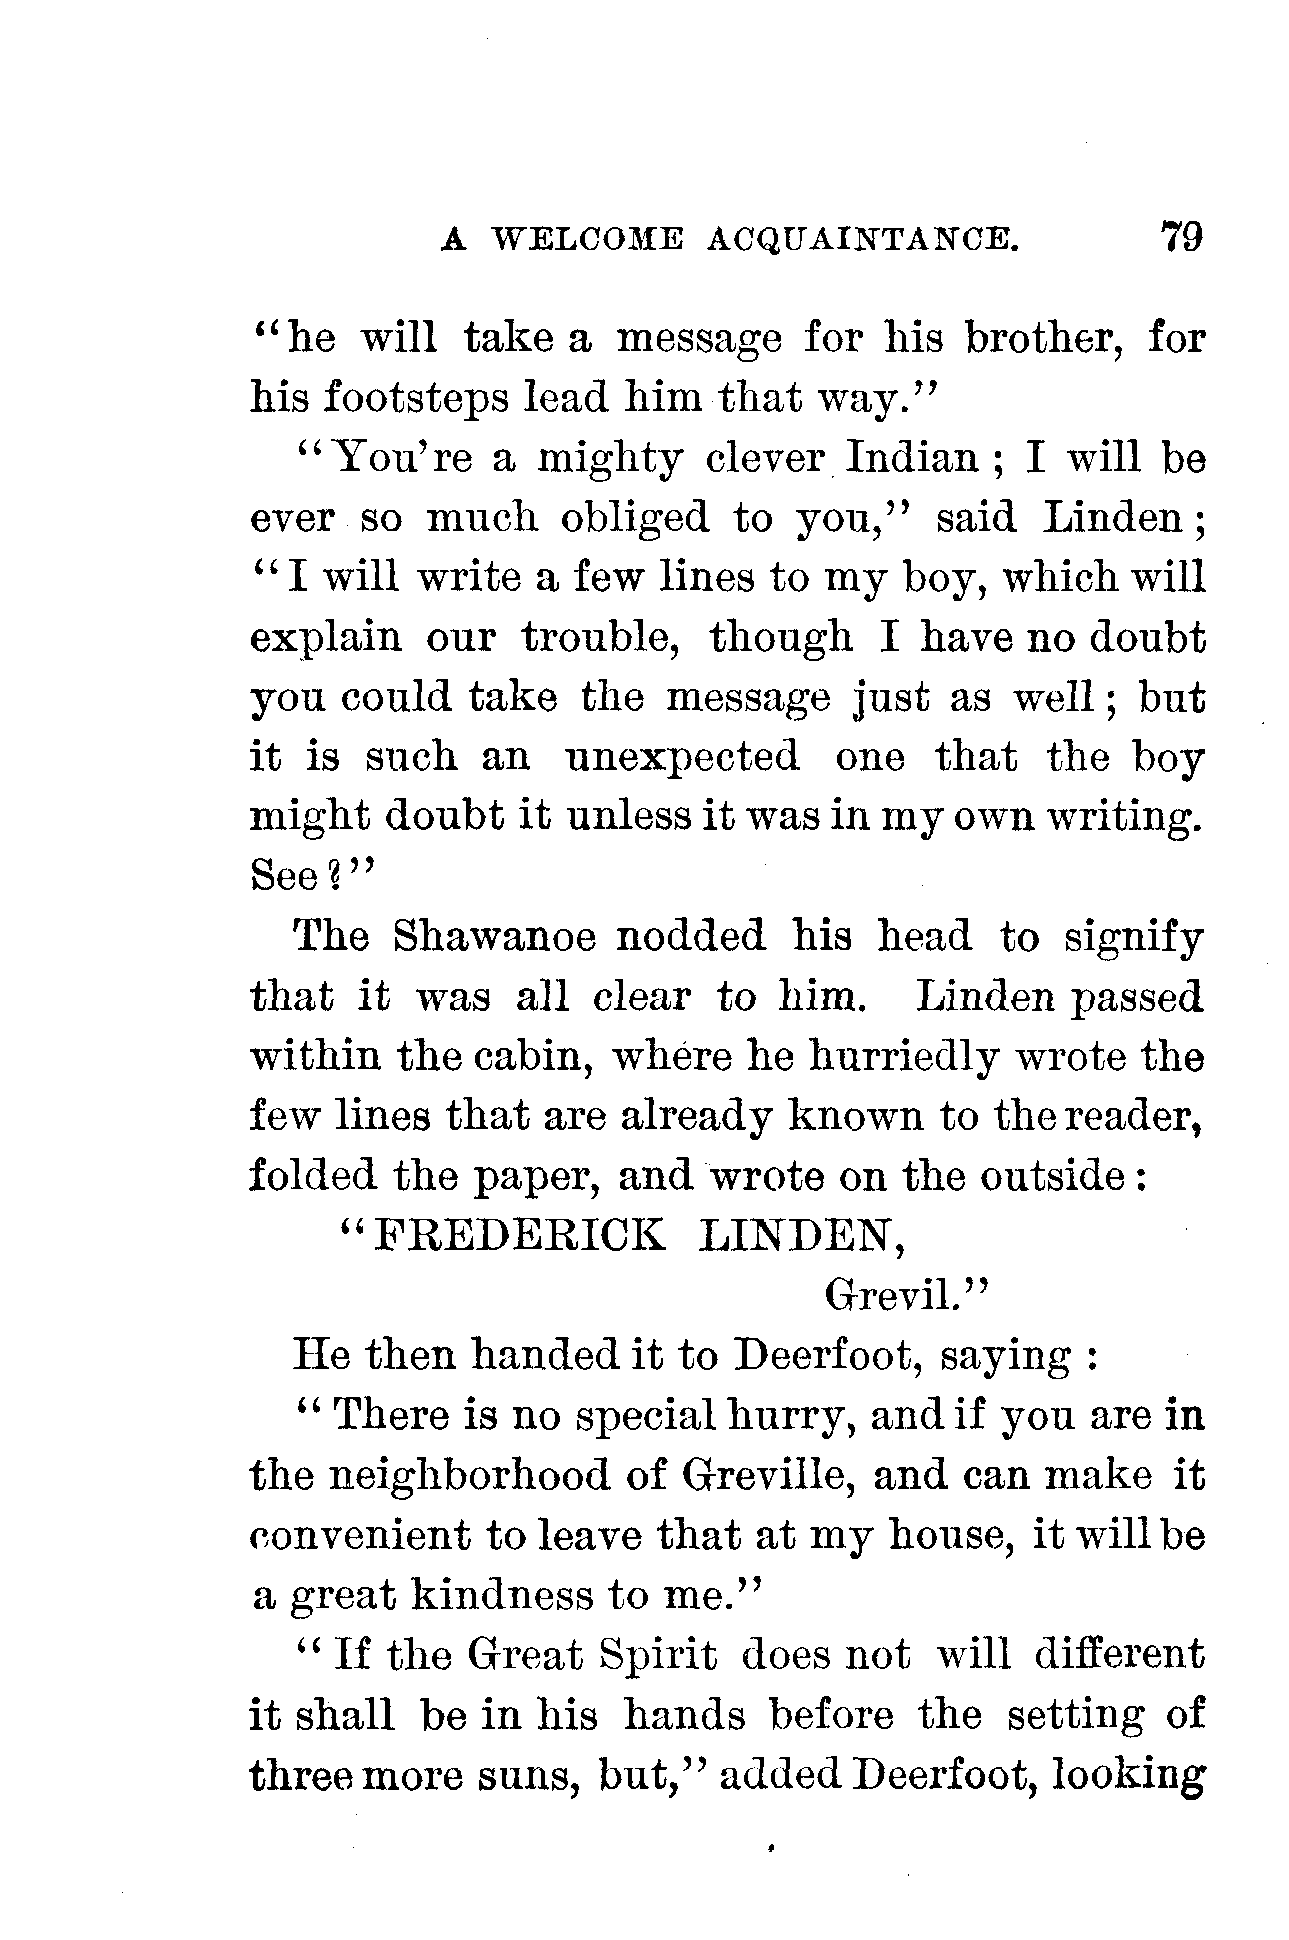 A WELCOME ACQUAINTANCE. 79
"he will take a message for his brother, for
his footsteps lead him that way."
"You're a mighty clever Indian; I will be
ever so much obliged to you," said Linden;
"I will write a few lines to my boy, which will
explain our trouble, though I have no doubt
you could take the message just as well; but
it is such an unexpected one that the boy
might doubt it unless it was in my own writing.
See?"
The Shawanoe nodded his head to signify
that it was all clear to him. Linden passed
within the cabin, where he hurriedly wrote the
few lines that are already known to the reader,
folded the paper, and wrote on the outside:
"FREDERICK LINDEN,
Grevil."
He then handed it to Deerfoot, saying:
"There is no special hurry, and if you are in
the neighborhood of Greville, and can make it
convenient to leave that at my house, it will be
a great kindness to me."
"If the Great Spirit does not will different
it shall be in his hands before the setting of
three more suns, but," added Deerfoot, looking